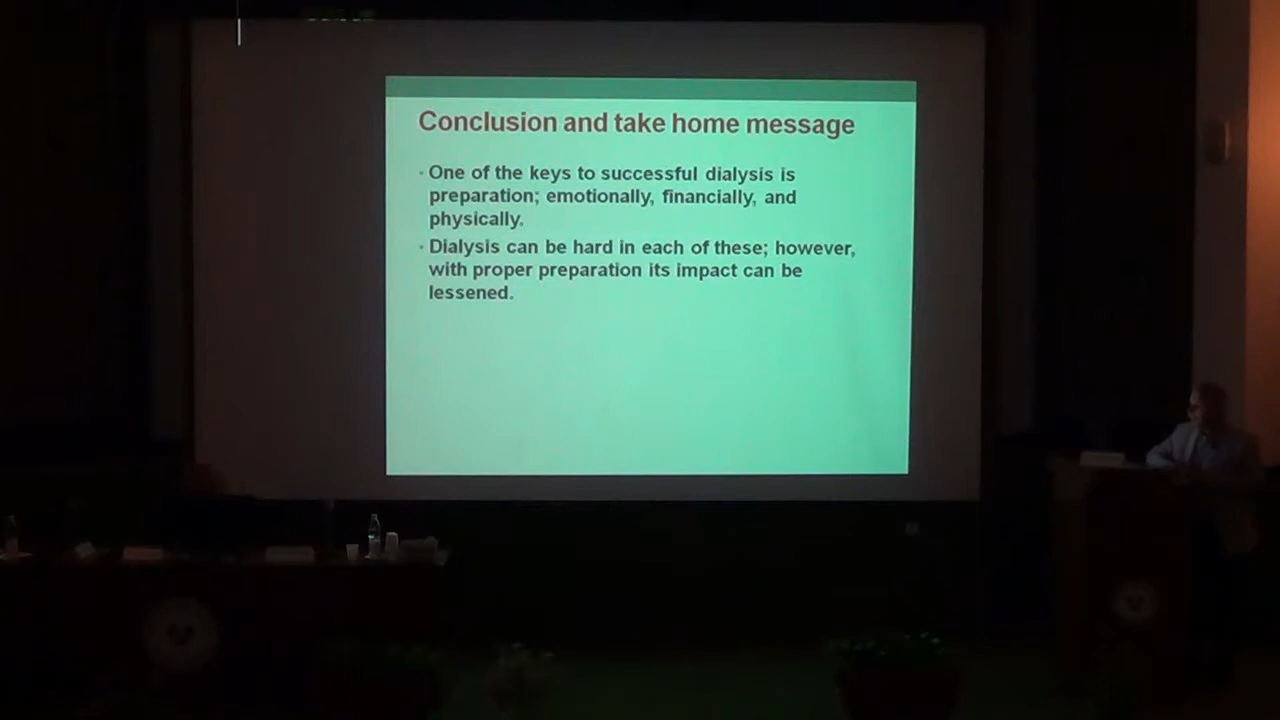 Conclusion and take home message
· One of the keys to successful dialysis is
preparation; emotionally, financially, and
physically.
· Dialysis can be hard in each of these; however,
with proper preparation its impact can be
lessened.